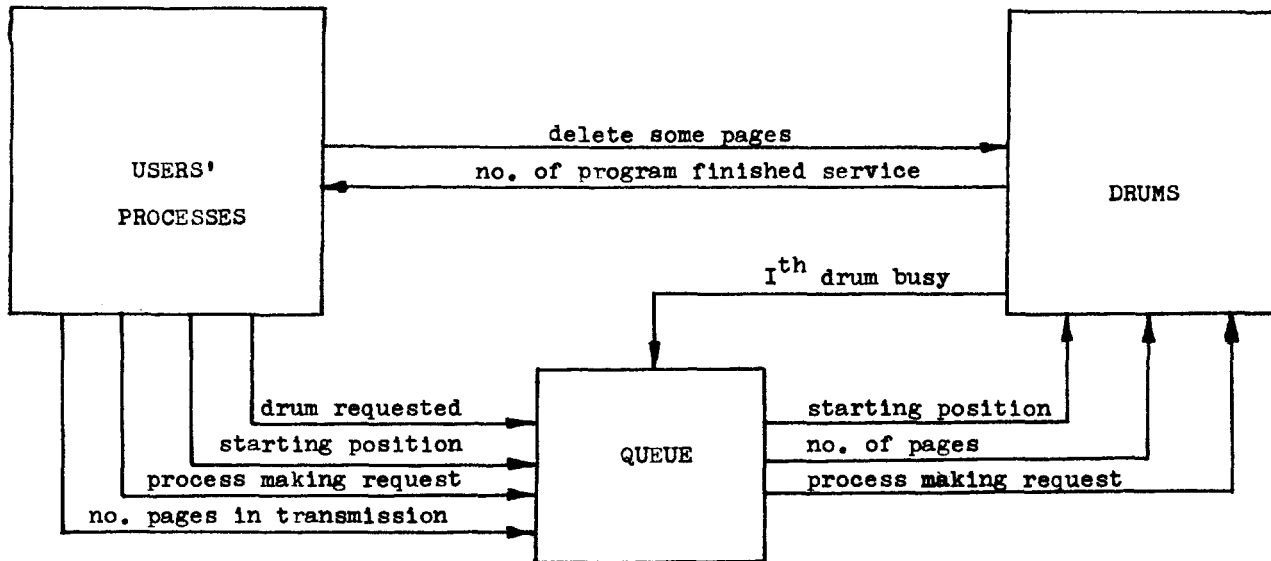 delete some pages
USERS'
PROCESSES
no. of program finished service
DRUMS
Ith drum busy
drum requested
starting position
process making request
no. pages in transmission
QUEUE
starting position
no. of pages
process making request